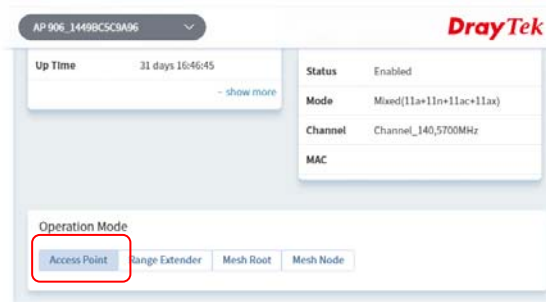 AP 906_1449BC5C9A96
DrayTek
Up Time 31 days 16:46:45
- show more
Status Enabled
Mode Mixed(11a+11n+11ac+11ax)
Channel Channel_140,5700MHz
MAC
Operation Mode
Access Point Range Extender Mesh Root Mesh Node